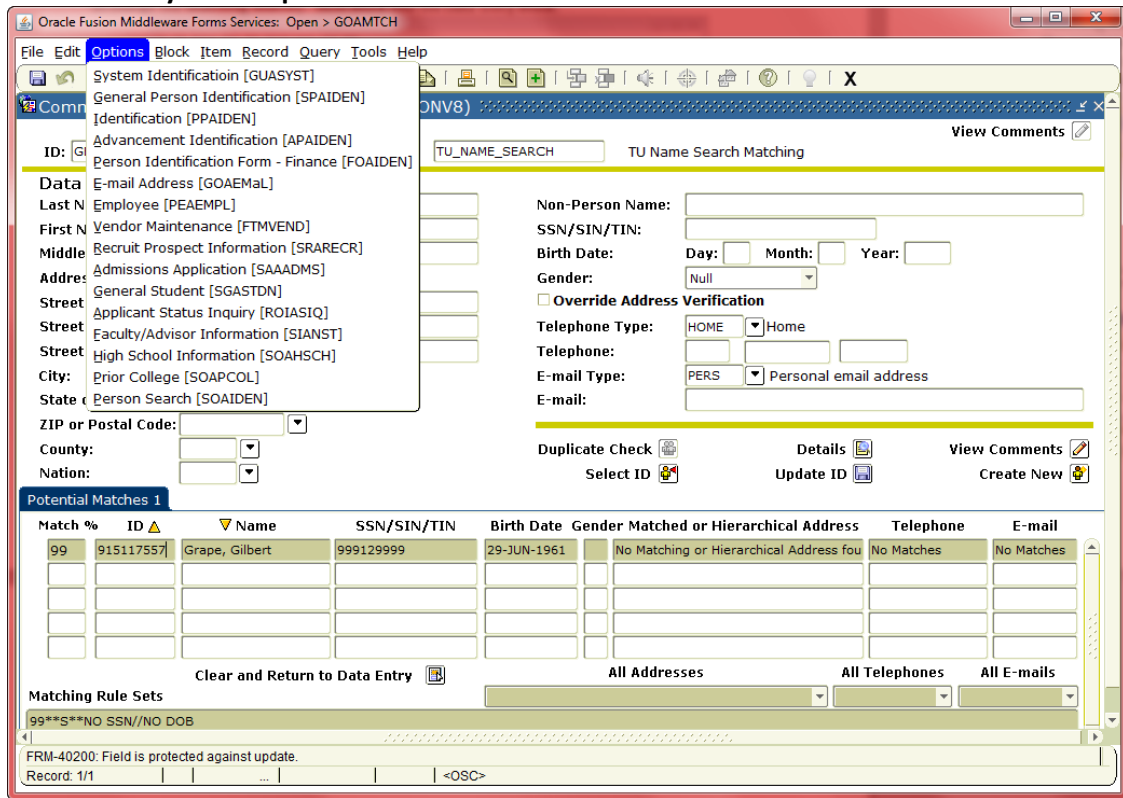 Oracle Fusion Middleware Forms Services: Open > GOAMTCH
File Edit Options Block Item Record Query Tools Help
System Identificatioin [GUASYST]
General Person Identification [SPAIDEN]
Identification [PPAIDEN]
Advancement Identification [APAIDEN]
Person Identification Form - Finance [FOAIDEN]
E-mail Address [GOAEMaL]
Employee [PEAEMPL]
Vendor Maintenance [FTMVEND]
Recruit Prospect Information [SRARECR]
Admissions Application [SAAADMS]
General Student [SGASTDN]
Applicant Status Inquiry [ROIASIQ]
Faculty/Advisor Information [SIANST]
High School Information [SOAHSCH]
Prior College [SOAPCOL]
Person Search [SOAIDEN]
X
Comm ONV8)
View Comments
ID: G TU_NAME_SEARCH TU Name Search Matching
Data
Last N Non-Person Name:
First N SSN/SIN/TIN:
Middle Birth Date: Day: Month: Year:
Addres Gender: Null
Street Override Address Verification
Street Telephone Type: HOME Home
Street Telephone:
City: E-mail Type: PERS Personal email address
State E-mail:
ZIP or Postal Code:
County: Duplicate Check Details View Comments
Nation: Select ID Update ID Create New
Potential Matches 1
Match % ID Name SSN/SIN/TIN Birth Date Gender Matched or Hierarchical Address Telephone E-mail
99 915117557 Grape, Gilbert 999129999 29-JUN-1961 No Matching or Hierarchical Address fou No Matches No Matches
Clear and Return to Data Entry All Addresses All Telephones All E-mails
Matching Rule Sets
99**S**NO SSN//NO DOB
FRM-40200: Field is protected against update.
Record: 1/1 ... <OSC>